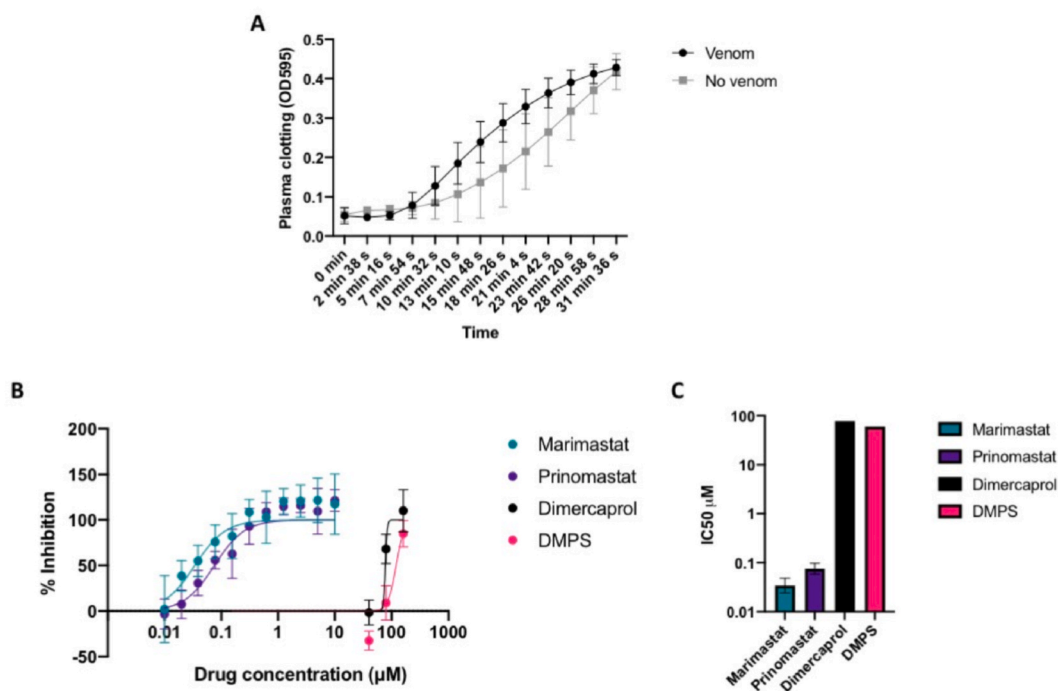 A
0.5
0.4
0.3
0.2
0.1
0.0
Plasma clotting (OD595)
0 min
2 min 38 s
5 min 16 s
7 min 54 s
10 min 32 s
13 min 10 s
15 min 48 s
18 min 26 s
21 min 4 s
23 min 42 s
26 min 20 s
28 min 58 s
31 min 36 s
Time
Venom
No venom
B
200
150
100
50
0
-50
% Inhibition
0.01
0.1
1
10
100
1000
Drug concentration (µM)
Marimastat
Prinomastat
Dimercaprol
DMPS
C
100
10
1
0.1
0.01
IC50 µM
Marimastat
Prinomastat
Dimercaprol
DMPS
Marimastat
Prinomastat
Dimercaprol
DMPS